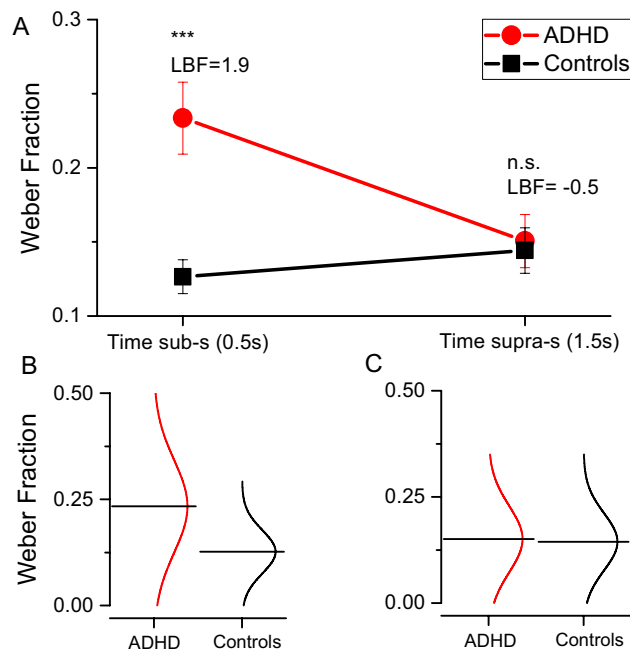 A
0.3
***
LBF=1.9
ADHD
Controls
0.2
n.s.
LBF= -0.5
0.1
Weber Fraction
Time sub-s (0.5s)
Time supra-s (1.5s)
B
0.50
0.25
0.00
Weber Fraction
ADHD
Controls
C
0.50
0.25
0.00
ADHD
Controls